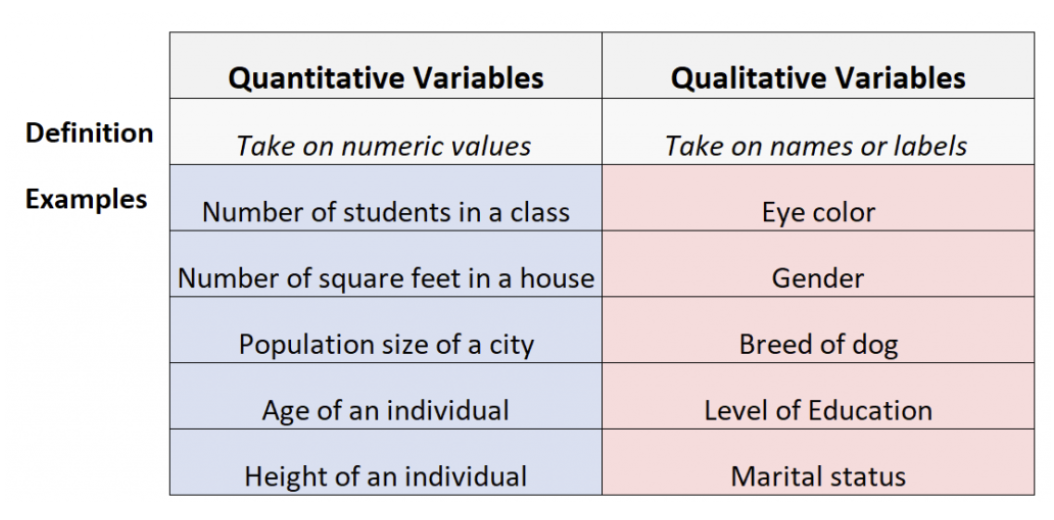 Quantitative Variables Qualitative Variables
Definition Take on numeric values Take on names or labels
Examples Number of students in a class Eye color
Number of square feet in a house Gender
Population size of a city Breed of dog
Age of an individual Level of Education
Height of an individual Marital status